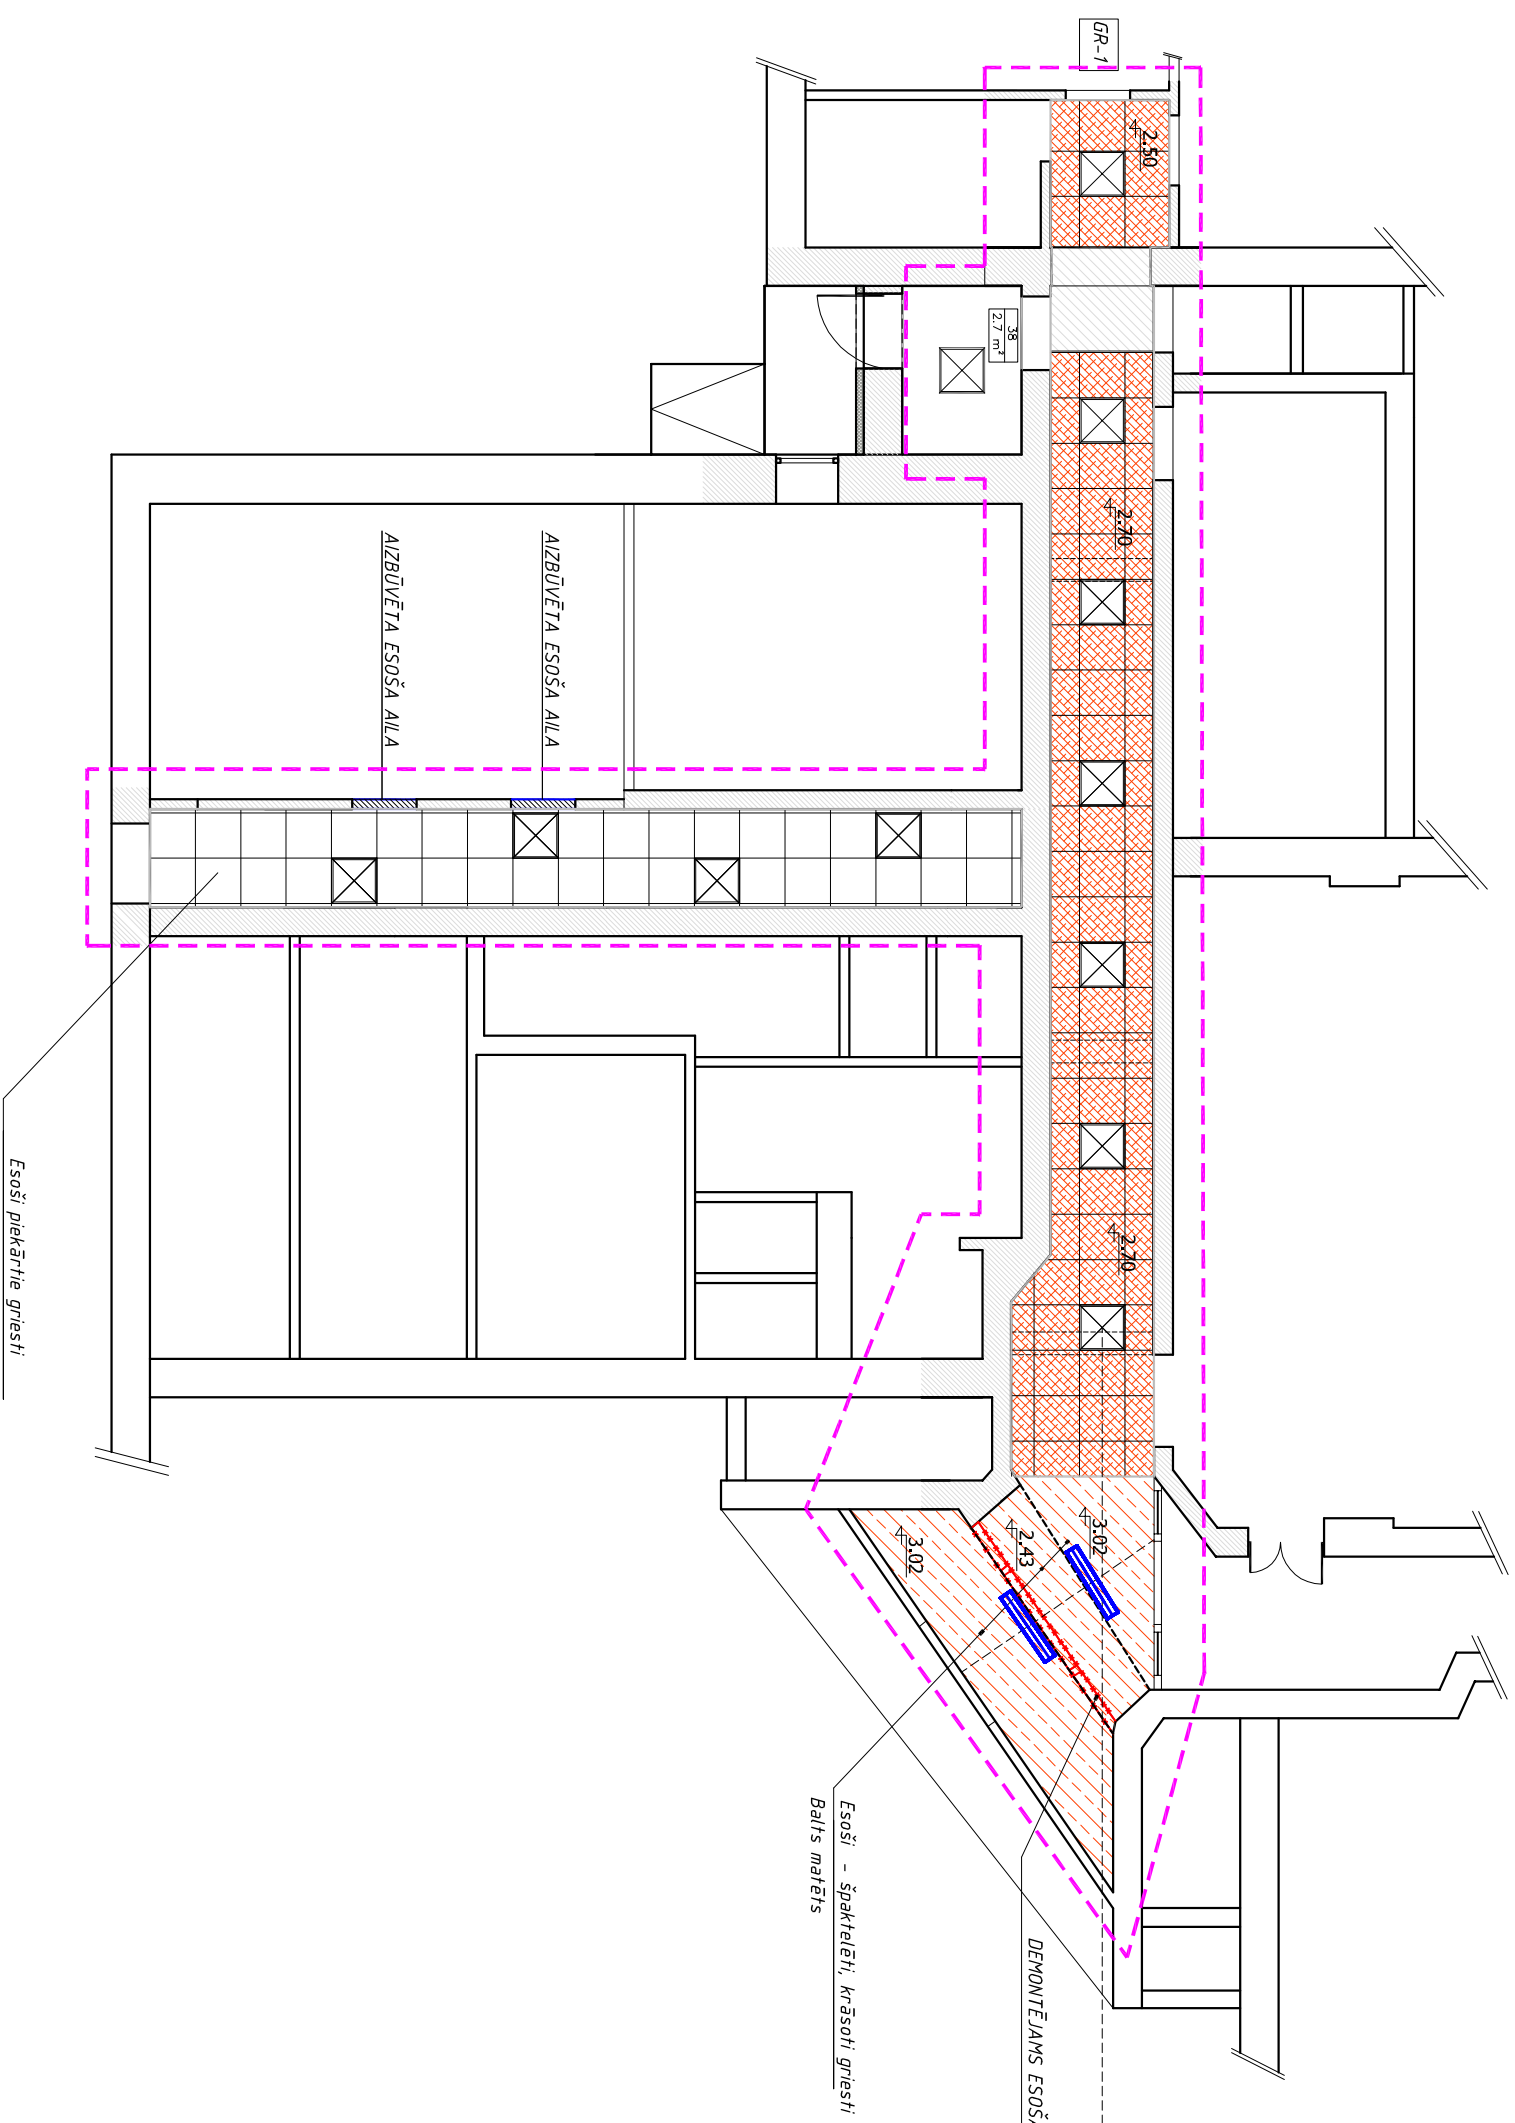 GR-1
2.50
38
2.7 m²
2.70
AIZBŪVĒTA ESOŠA AILA
AIZBŪVĒTA ESOŠA AILA
2.70
Esoši piekārtie griesti
3.02
2.43
3.02
Esoši - špaktelēti, krāsoti griesti
Balts matēts
DEMONTĒJAMS ESOŠ